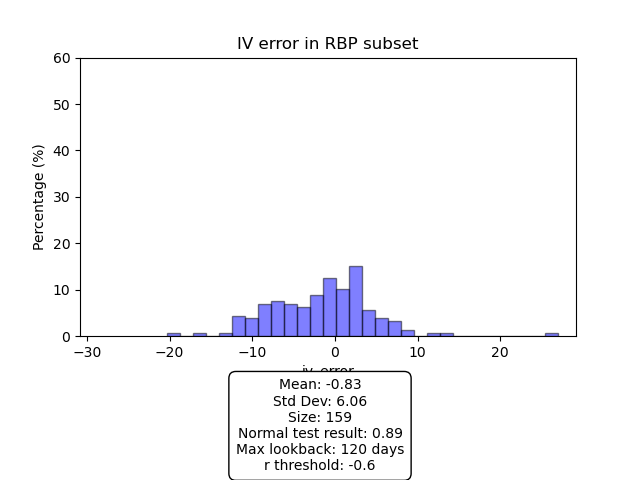 IV error in RBP subset
Percentage (%)
60
50
40
30
20
10
0
−30 −20 −10 0 10 20
iv_error
Mean: -0.83
Std Dev: 6.06
Size: 159
Normal test result: 0.89
Max lookback: 120 days
r threshold: -0.6